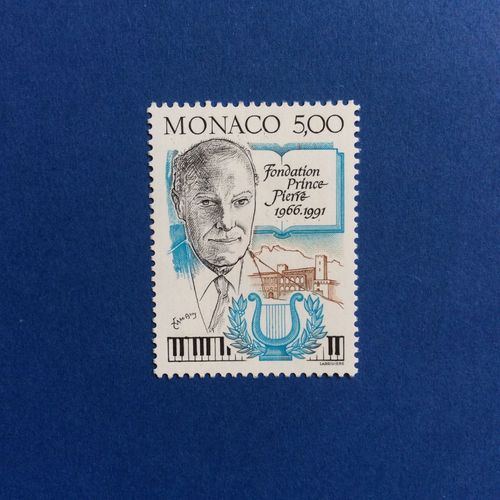 MONACO 5,00
Fondation
Prince
Pierre
1966.1991